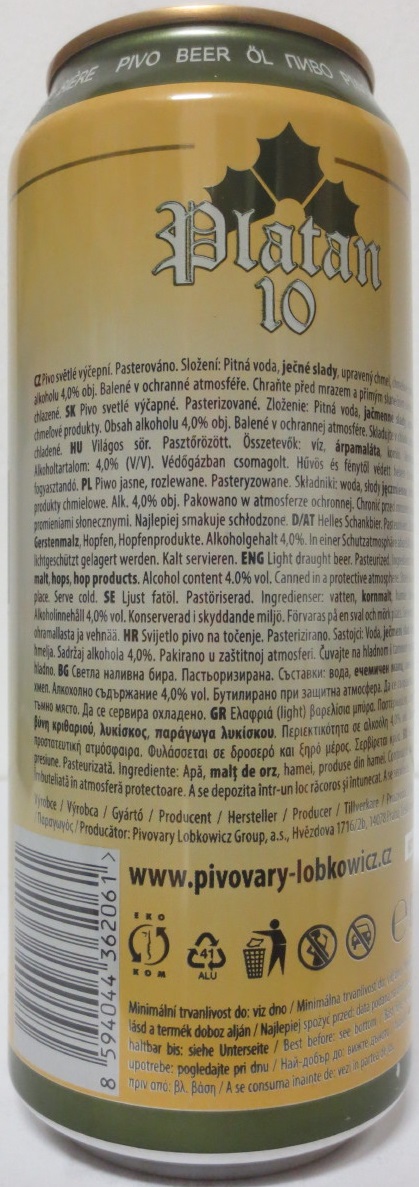 BIÈRE PIVO BEER ÖL ПИВО
Platan
10
CZ Pivo světlé výčepní. Pasterováno. Složení: Pitná voda, ječné slady, upravený chmel,
alkoholu 4,0% obj. Balené v ochranné atmosféře. Chraňte před mrazem a přímým
chlazené. SK Pivo svetlé výčapné. Pasterizované. Zloženie: Pitná voda, jačmenné
chmeľové produkty. Obsah alkoholu 4,0% obj. Balené v ochrannej atmosfére. Skladujte
chladené. HU Világos sör. Pasztőrözött. Összetevők: víz, árpamaláta,
Alkoholtartalom: 4,0% (V/V). Védőgázban csomagolt. Hűvös és fénytől védett
fogyasztandó. PL Piwo jasne, rozlewane. Pasteryzowane. Składniki: woda, słody
produkty chmielowe. Alk. 4,0% obj. Pakowano w atmosferze ochronnej. Chronić przed
promieniami słonecznymi. Najlepiej smakuje schłodzone. D/AT Helles Schankbier.
Gerstenmalz, Hopfen, Hopfenprodukte. Alkoholgehalt 4,0%. In einer Schutzatmosphäre
lichtgeschützt gelagert werden. Kalt servieren. ENG Light draught beer. Pasteurized.
malt, hops, hop products. Alcohol content 4.0% vol. Canned in a protective atmosphere.
place. Serve cold. SE Ljust fatöl. Pastöriserad. Ingredienser: vatten, kornmalt,
Alkoholinnehåll 4,0% vol. Konserverad i skyddande miljö. Förvaras på en sval och mörk
ohramallasta ja vehnää. HR Svijetlo pivo na točenje. Pasterizirano. Sastojci: Voda,
hmelja. Sadržaj alkohola 4,0%. Pakirano u zaštitnoj atmosferi. Čuvajte na hladnom
hladno. BG Светла наливна бира. Пастьоризирана. Съставки: вода, ечемичен
хмел. Алкохолно съдържание 4,0% vol. Бутилирано при защитна атмосфера. Да се
тъмно място. Да се сервира охладено. GR Ελαφριά (light) βαρελίσια μπύρα.
βύνη κριθαριού, λυκίσκος, παράγωγα λυκίσκου. Περιεκτικότητα σε αλκοόλη 4,0%
προστατευτική ατμόσφαιρα. Φυλάσσεται σε δροσερό και ξηρό μέρος. Σερβίρεται
presiune. Pasteurizată. Ingrediente: Apă, malț de orz, hamei, produse din hamei.
îmbuteliată în atmosferă protectoare. A se depozita într-un loc răcoros și întunecat. A se
Výrobce / Výrobca / Gyártó / Producent / Hersteller / Producer / Tillverkare /
Παραγωγός / Producător: Pivovary Lobkowicz Group, a.s., Hvězdova 1716/2b,
www.pivovary-lobkowicz.cz
EKO
KOM
41
ALU
8 594044 362061 >
Minimální trvanlivost do: viz dno / Minimálna trvanlivosť do:
lásd a termék doboz alján / Najlepiej spożyć przed: data
haltbar bis: siehe Unterseite / Best before: see bottom /
upotrebe: pogledajte pri dnu / Най-добър до: вижте
πριν από: βλ. βάση / A se consuma înainte de: vezi